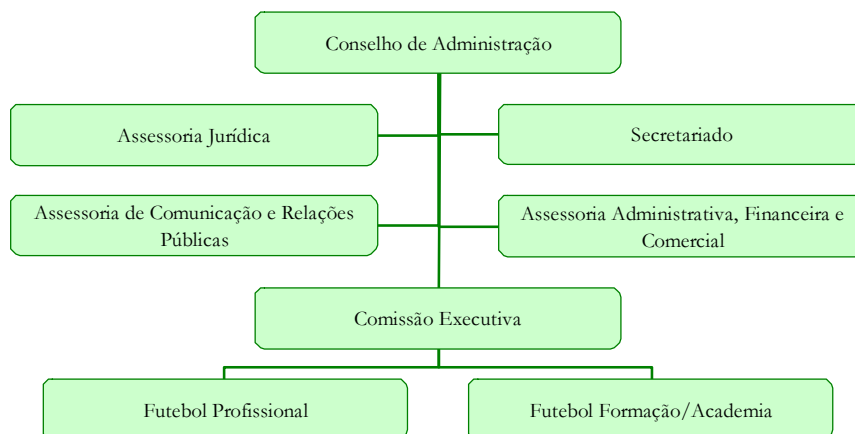 Conselho de Administração
Assessoria Jurídica
Secretariado
Assessoria de Comunicação e Relações
Públicas
Assessoria Administrativa, Financeira e
Comercial
Comissão Executiva
Futebol Profissional
Futebol Formação/Academia